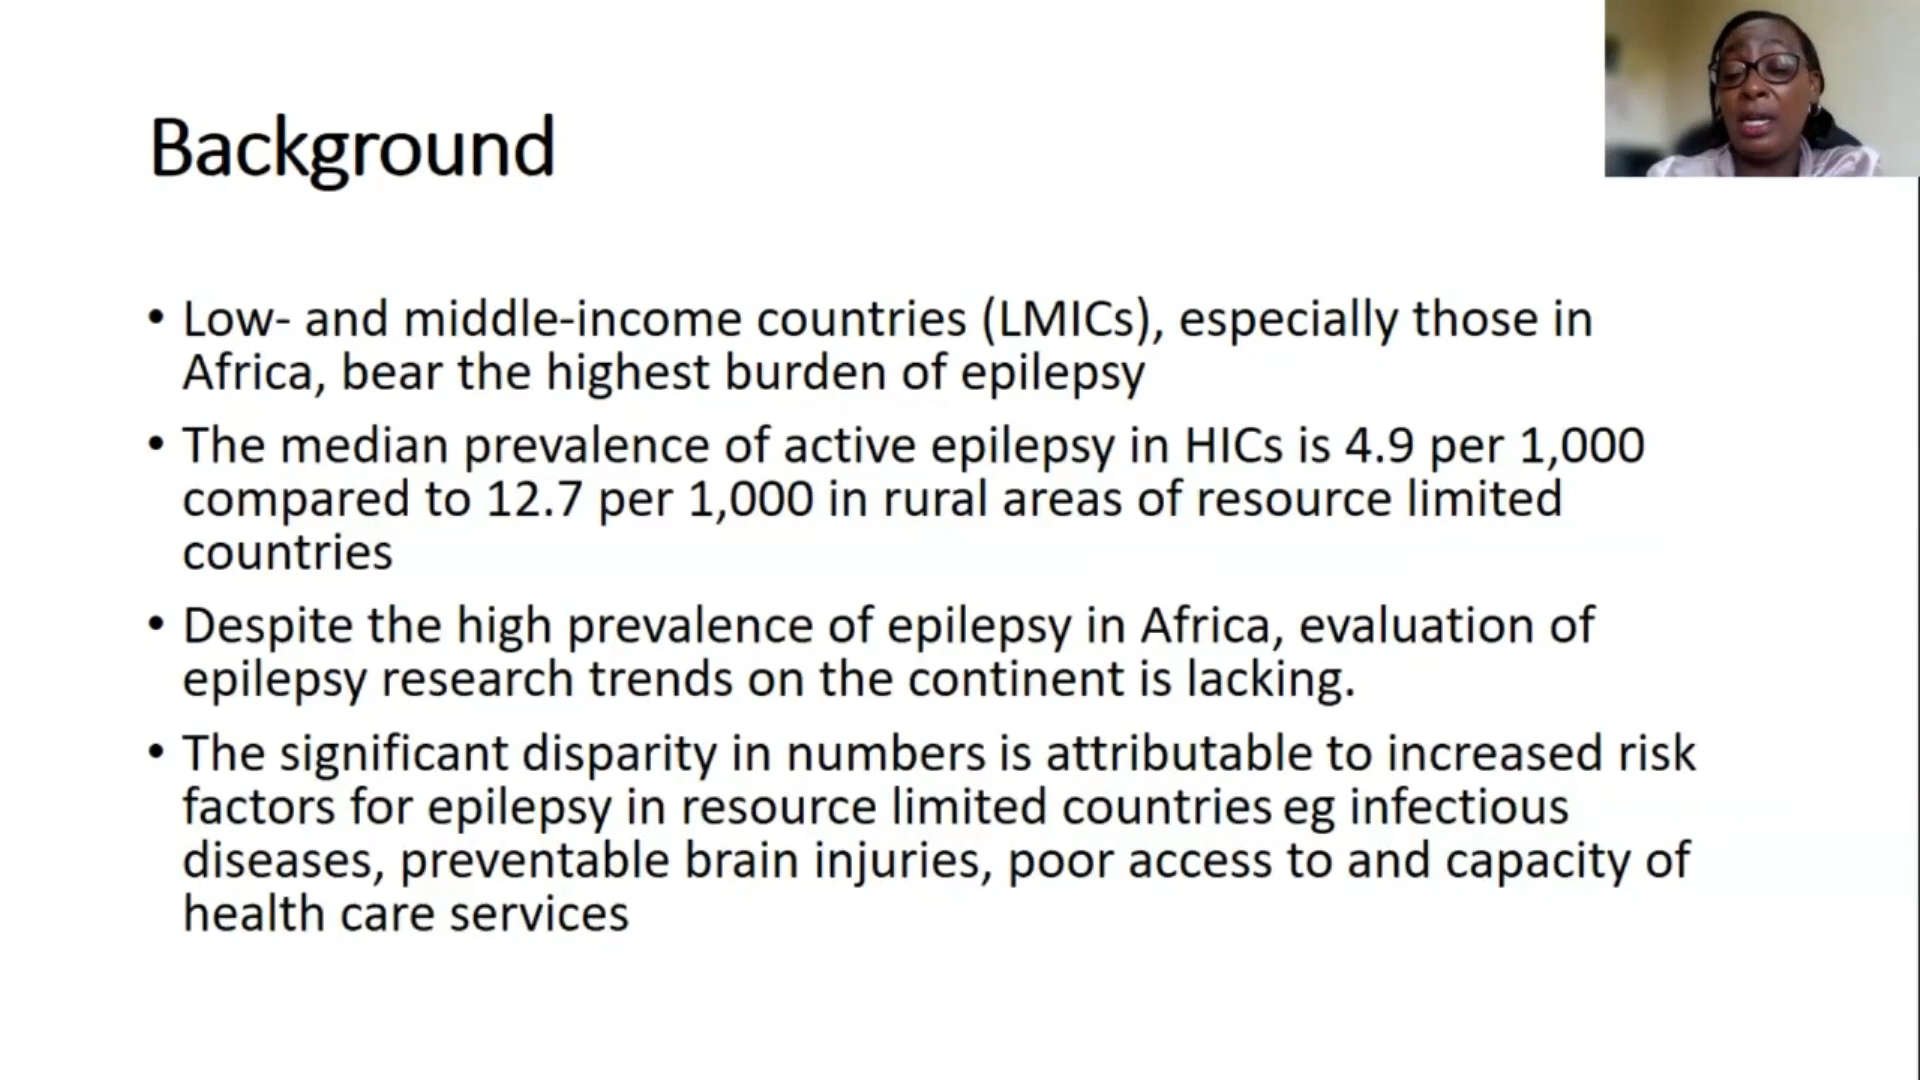 Background
• Low- and middle-income countries (LMICs), especially those in
Africa, bear the highest burden of epilepsy
• The median prevalence of active epilepsy in HICs is 4.9 per 1,000
compared to 12.7 per 1,000 in rural areas of resource limited
countries
• Despite the high prevalence of epilepsy in Africa, evaluation of
epilepsy research trends on the continent is lacking.
• The significant disparity in numbers is attributable to increased risk
factors for epilepsy in resource limited countries eg infectious
diseases, preventable brain injuries, poor access to and capacity of
health care services